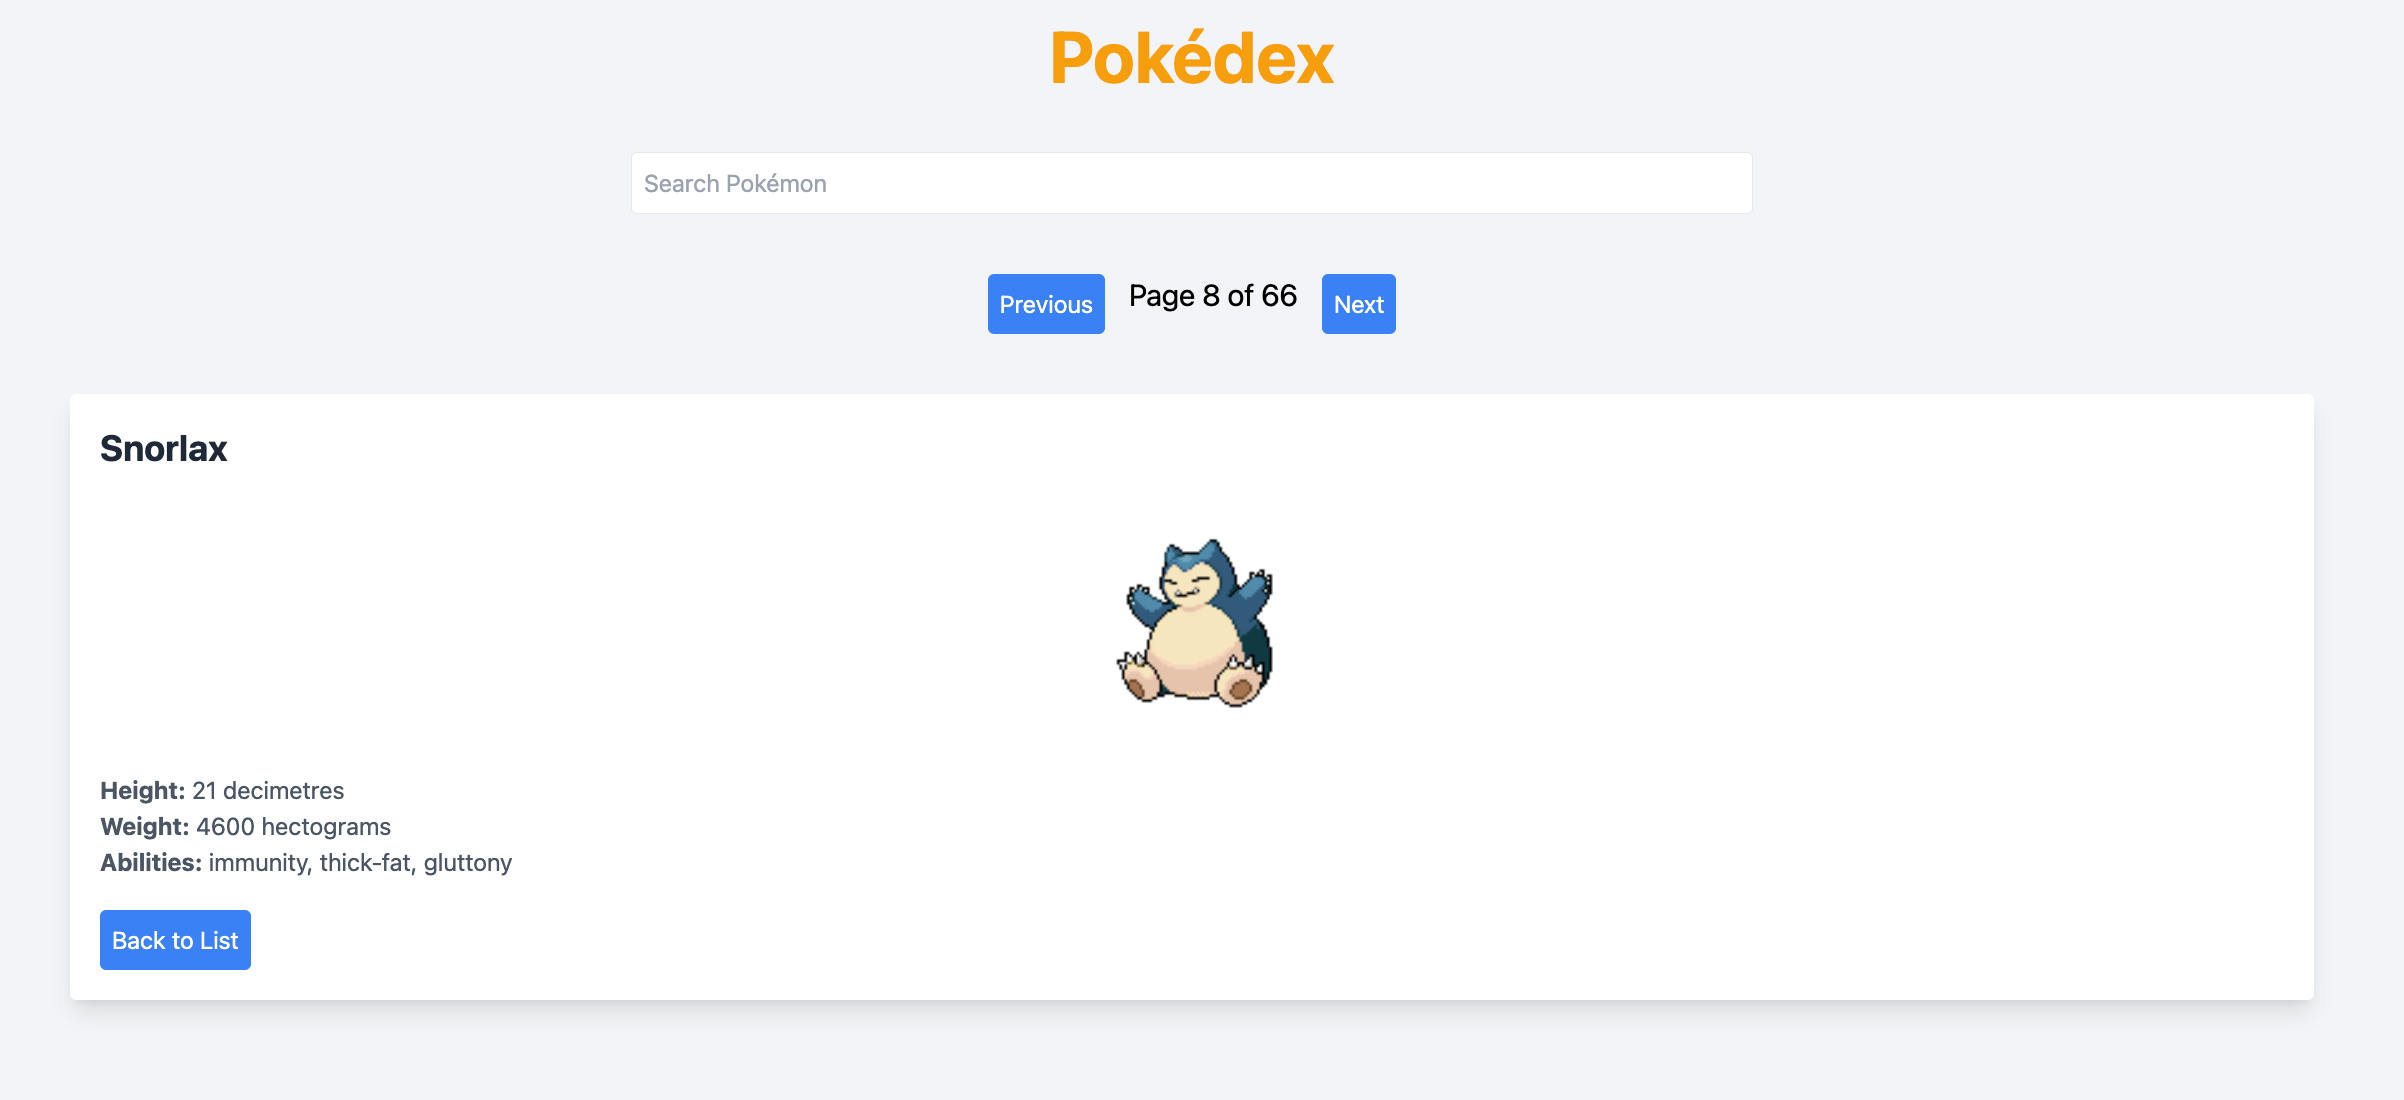 Pokédex
Search Pokémon
Previous Page 8 of 66 Next
Snorlax
Height: 21 decimetres
Weight: 4600 hectograms
Abilities: immunity, thick-fat, gluttony
Back to List